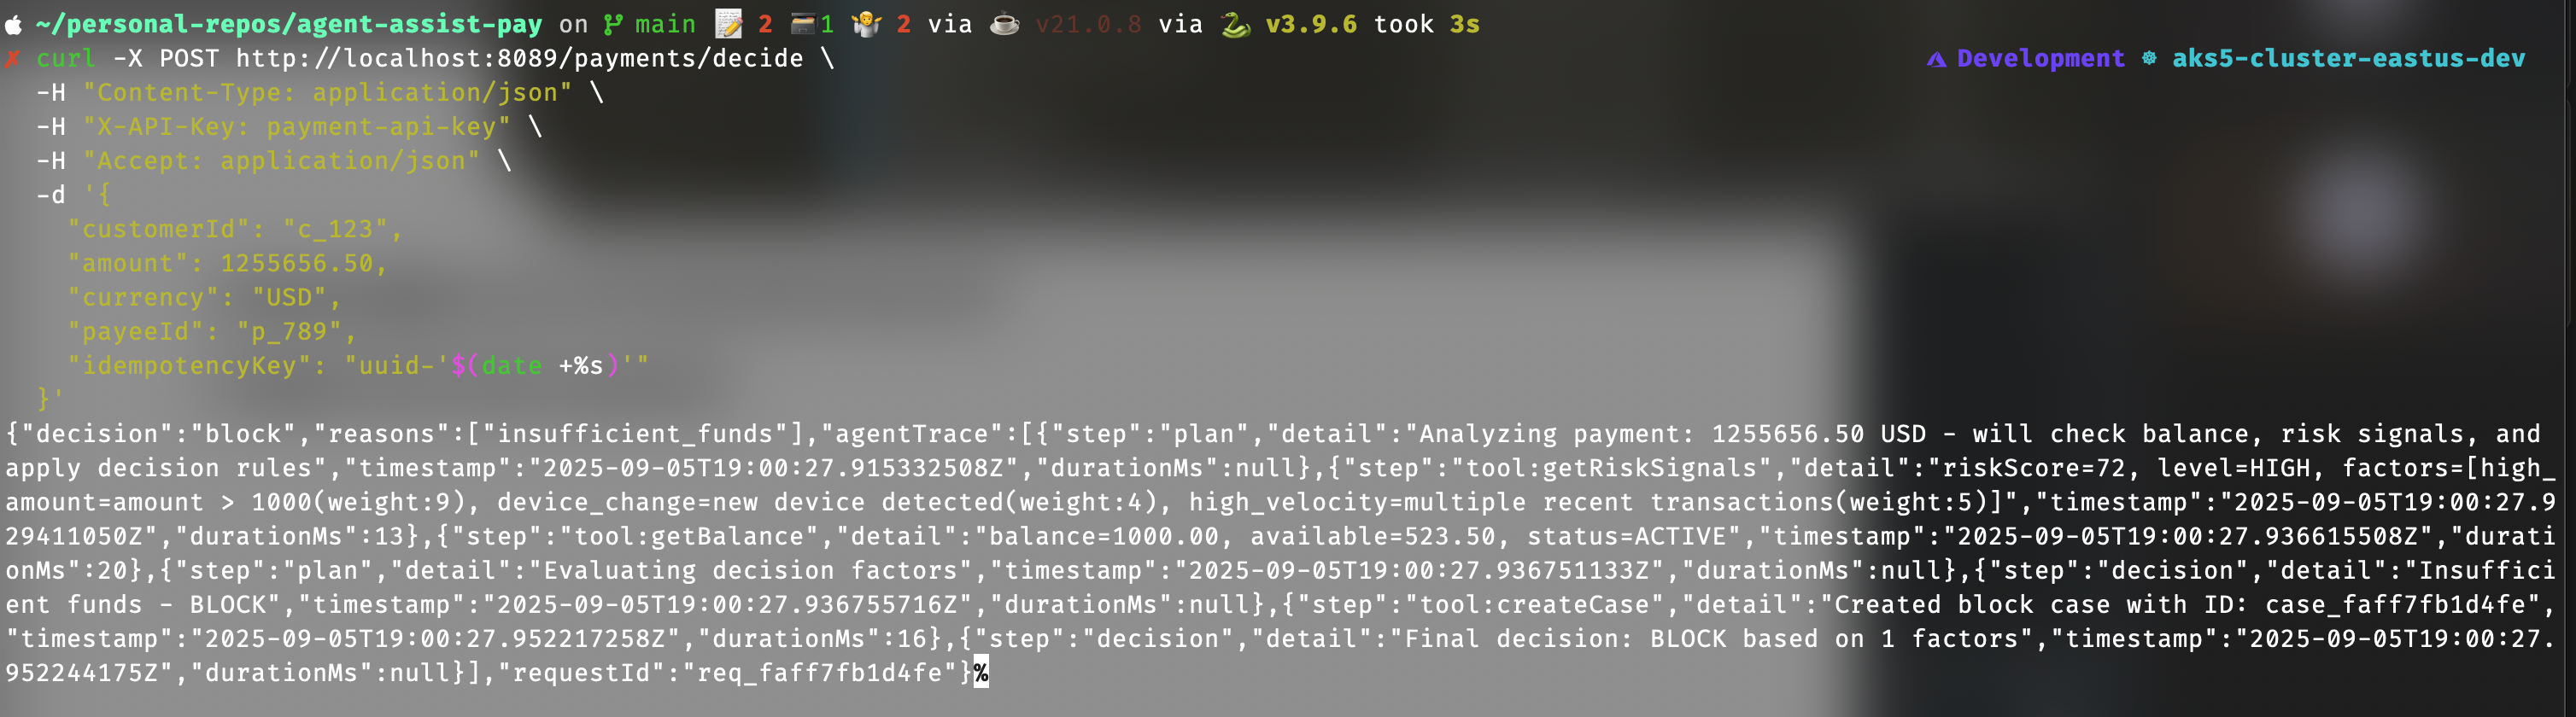 ~/personal-repos/agent-assist-pay on main 2 1 2 via v21.0.8 via v3.9.6 took 3s
✗ curl -X POST http://localhost:8089/payments/decide \ Development ☸ aks5-cluster-eastus-dev
-H "Content-Type: application/json" \
-H "X-API-Key: payment-api-key" \
-H "Accept: application/json" \
-d '{
"customerId": "c_123",
"amount": 1255656.50,
"currency": "USD",
"payeeId": "p_789",
"idempotencyKey": "uuid-'$(date +%s)'"
}'
{"decision":"block","reasons":["insufficient_funds"],"agentTrace":[{"step":"plan","detail":"Analyzing payment: 1255656.50 USD - will check balance, risk signals, and
apply decision rules","timestamp":"2025-09-05T19:00:27.915332508Z","durationMs":null},{"step":"tool:getRiskSignals","detail":"riskScore=72, level=HIGH, factors=[high_
amount=amount > 1000(weight:9), device_change=new device detected(weight:4), high_velocity=multiple recent transactions(weight:5)]","timestamp":"2025-09-05T19:00:27.9
29411050Z","durationMs":13},{"step":"tool:getBalance","detail":"balance=1000.00, available=523.50, status=ACTIVE","timestamp":"2025-09-05T19:00:27.936615508Z","durati
onMs":20},{"step":"plan","detail":"Evaluating decision factors","timestamp":"2025-09-05T19:00:27.936751133Z","durationMs":null},{"step":"decision","detail":"Insuffici
ent funds - BLOCK","timestamp":"2025-09-05T19:00:27.936755716Z","durationMs":null},{"step":"tool:createCase","detail":"Created block case with ID: case_faff7fb1d4fe",
"timestamp":"2025-09-05T19:00:27.952217258Z","durationMs":16},{"step":"decision","detail":"Final decision: BLOCK based on 1 factors","timestamp":"2025-09-05T19:00:27.
952244175Z","durationMs":null}],"requestId":"req_faff7fb1d4fe"}%